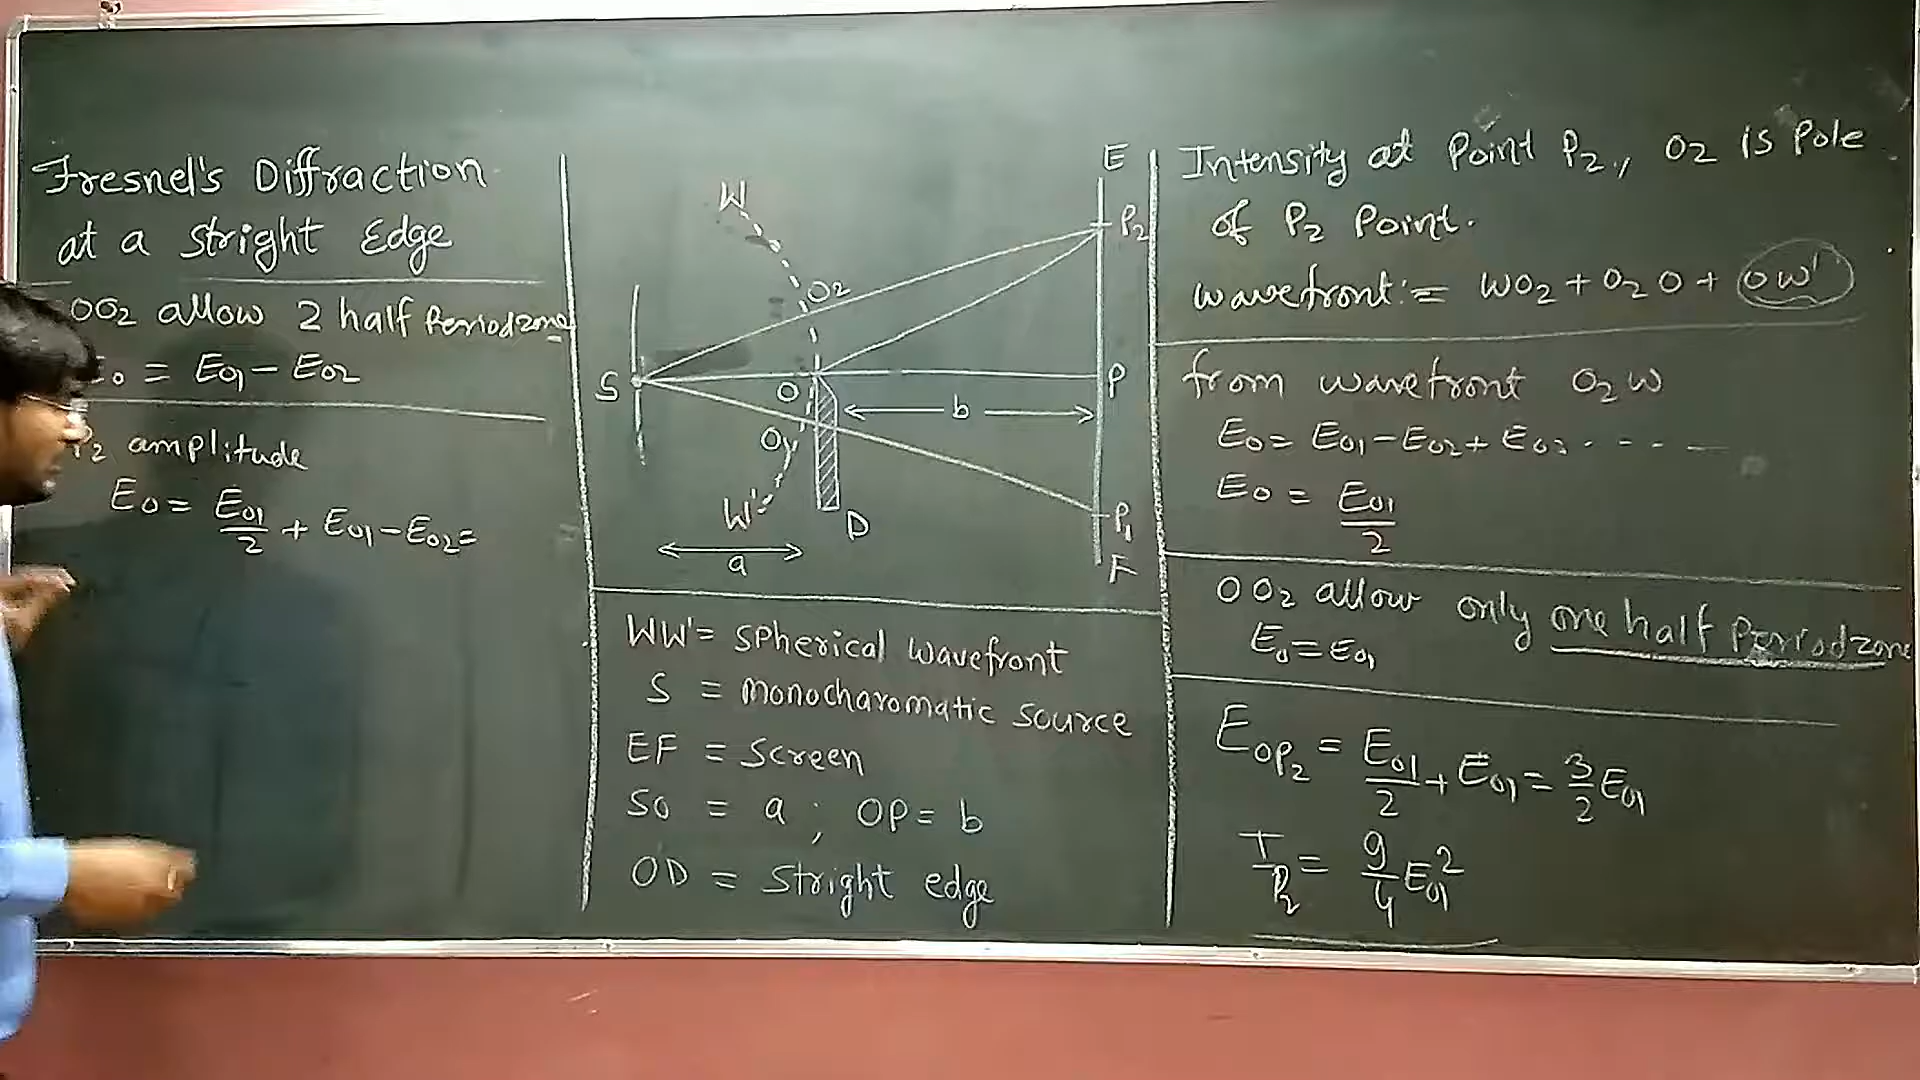 Fresnel's Diffraction
at a Stright Edge
OO2 allow 2 half Periodzone
E0 = E01 - E02
P2 amplitude
E0 = E01/2 + E01 - E02 =
W
O2
S
O
O1
W'
D
a
b
E
P2
P
P1
F
WW' = Spherical wavefront
S = monocharomatic source
EF = Screen
SO = a ; OP = b
OD = Stright edge
Intensity at Point P2, O2 is Pole
of P2 Point.
wavefront := WO2 + O2O + OW'
from wavefront O2W
E0 = E01 - E02 + E03 - - - -
E0 = E01/2
OO2 allow only one half Periodzone
E0 = E01
EOP2 = E01/2 + E01 = 3/2 E01
IP2 = 9/4 E01²